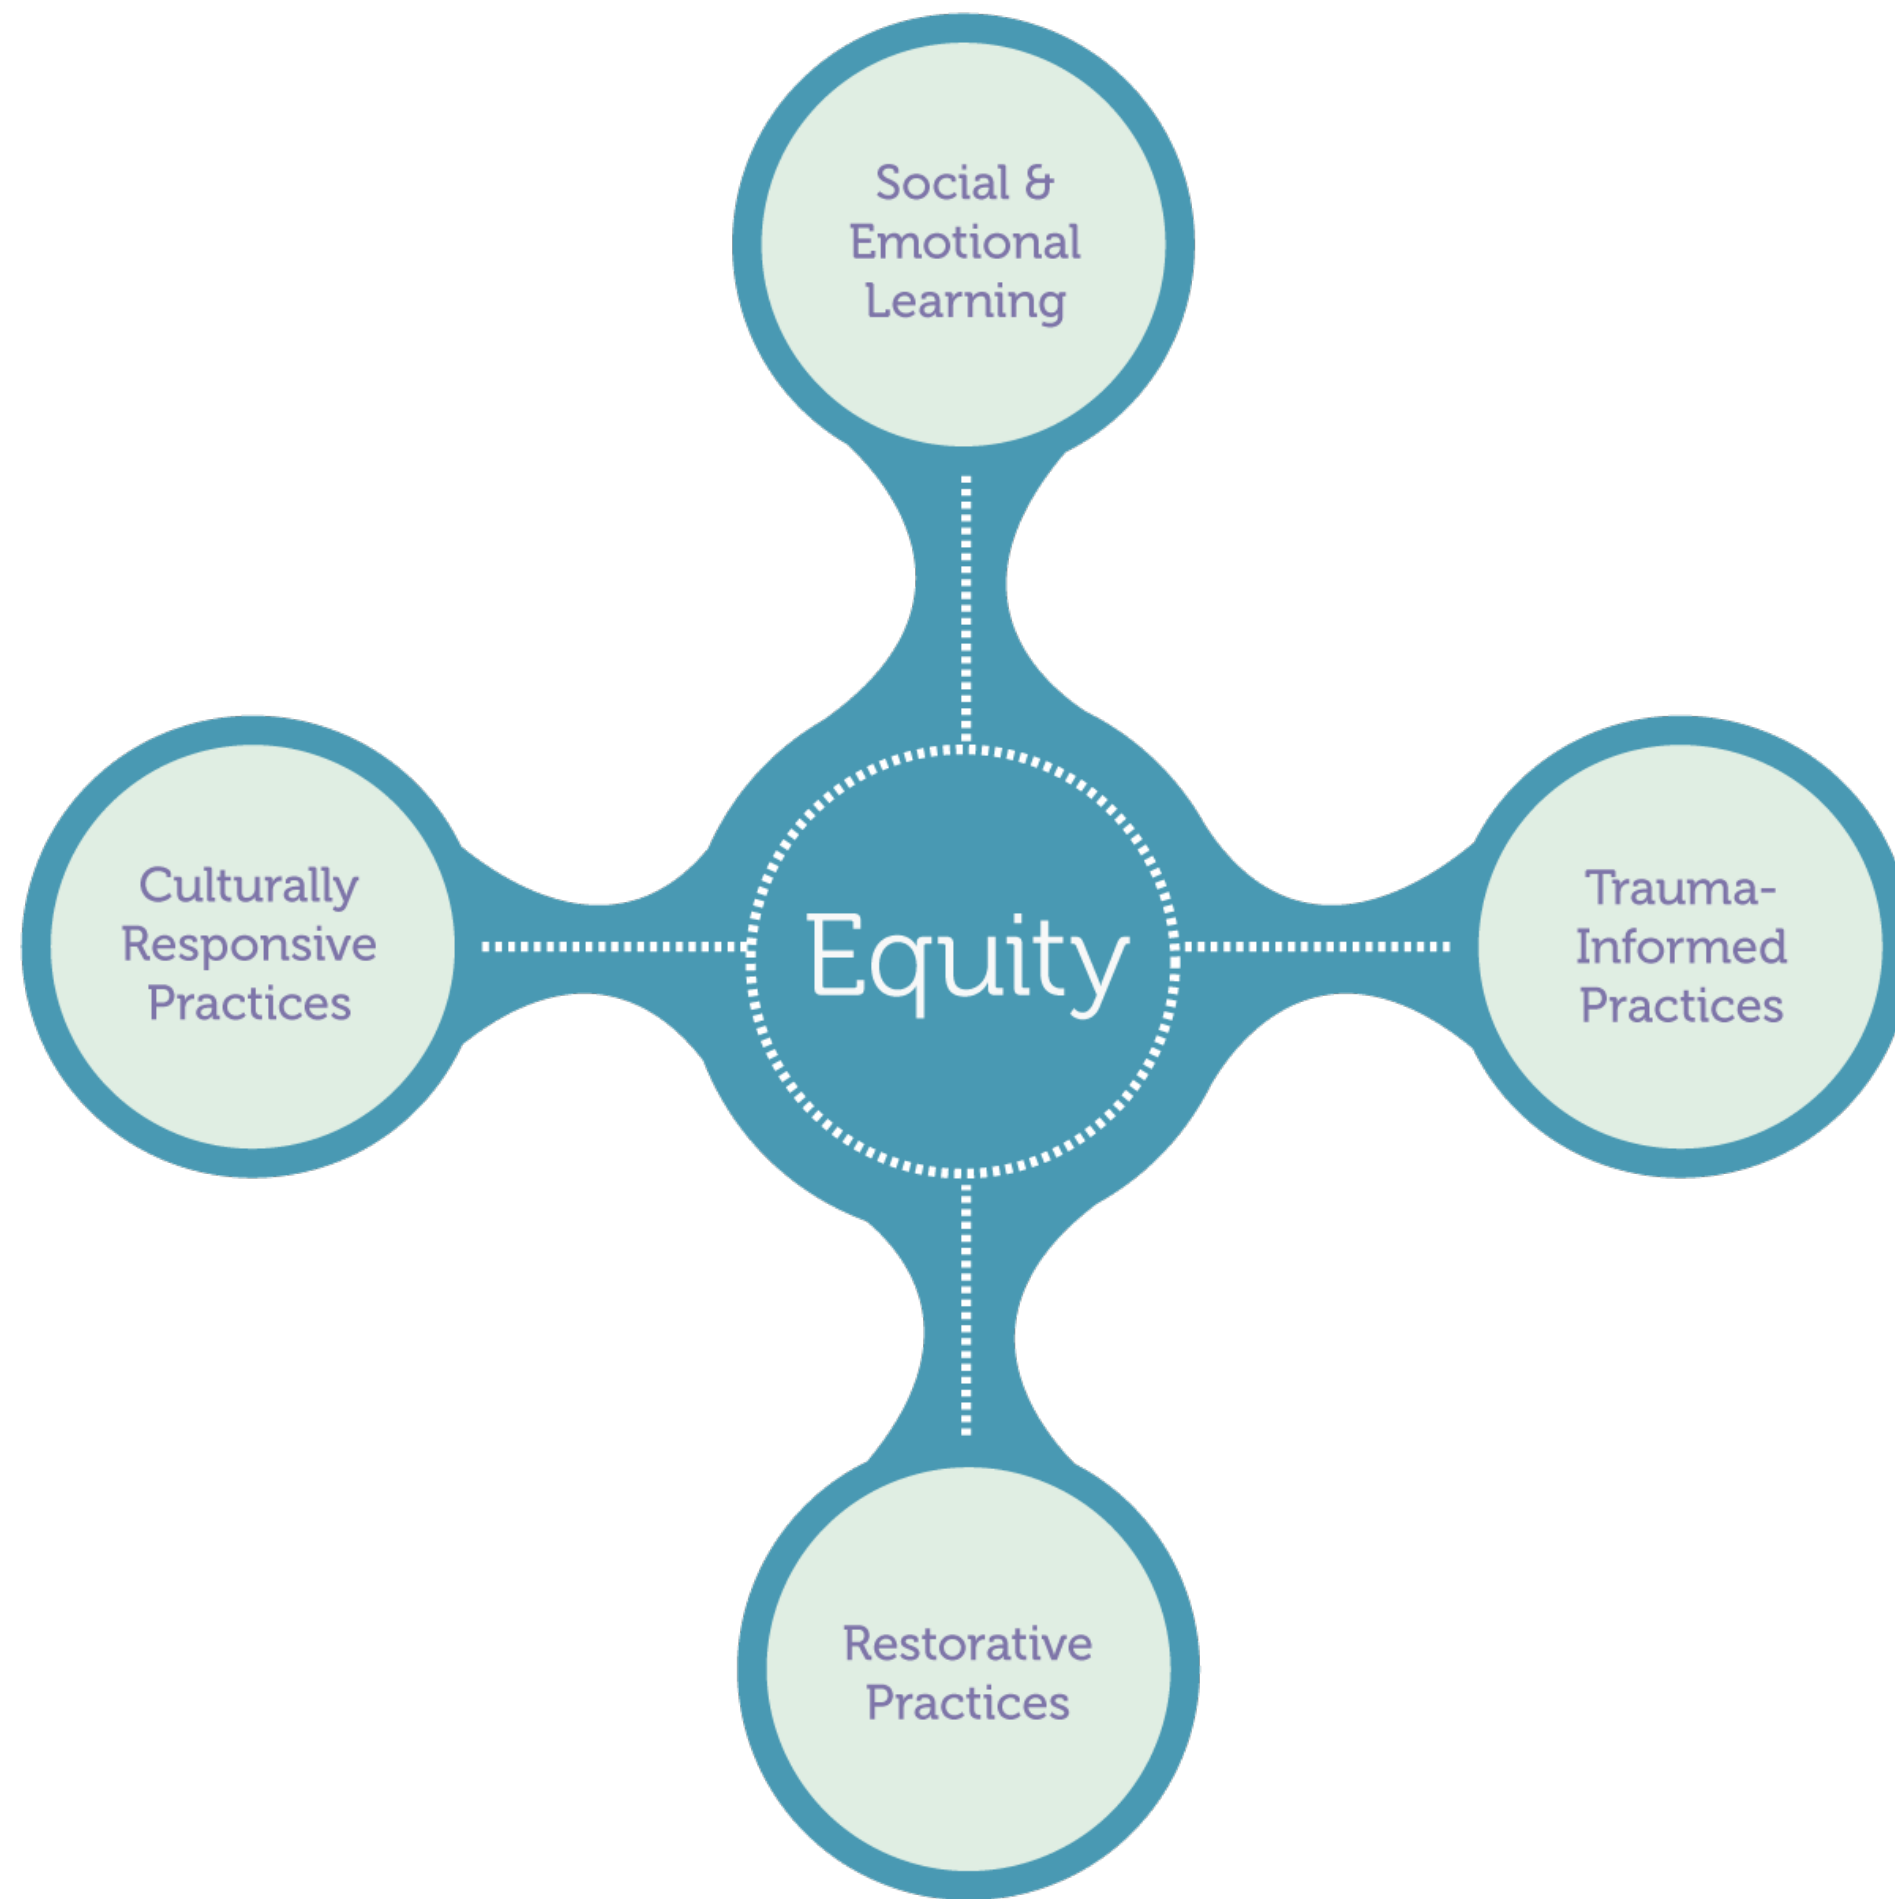 Social &
Emotional
Learning
Culturally
Responsive
Practices
Equity
Trauma-
Informed
Practices
Restorative
Practices